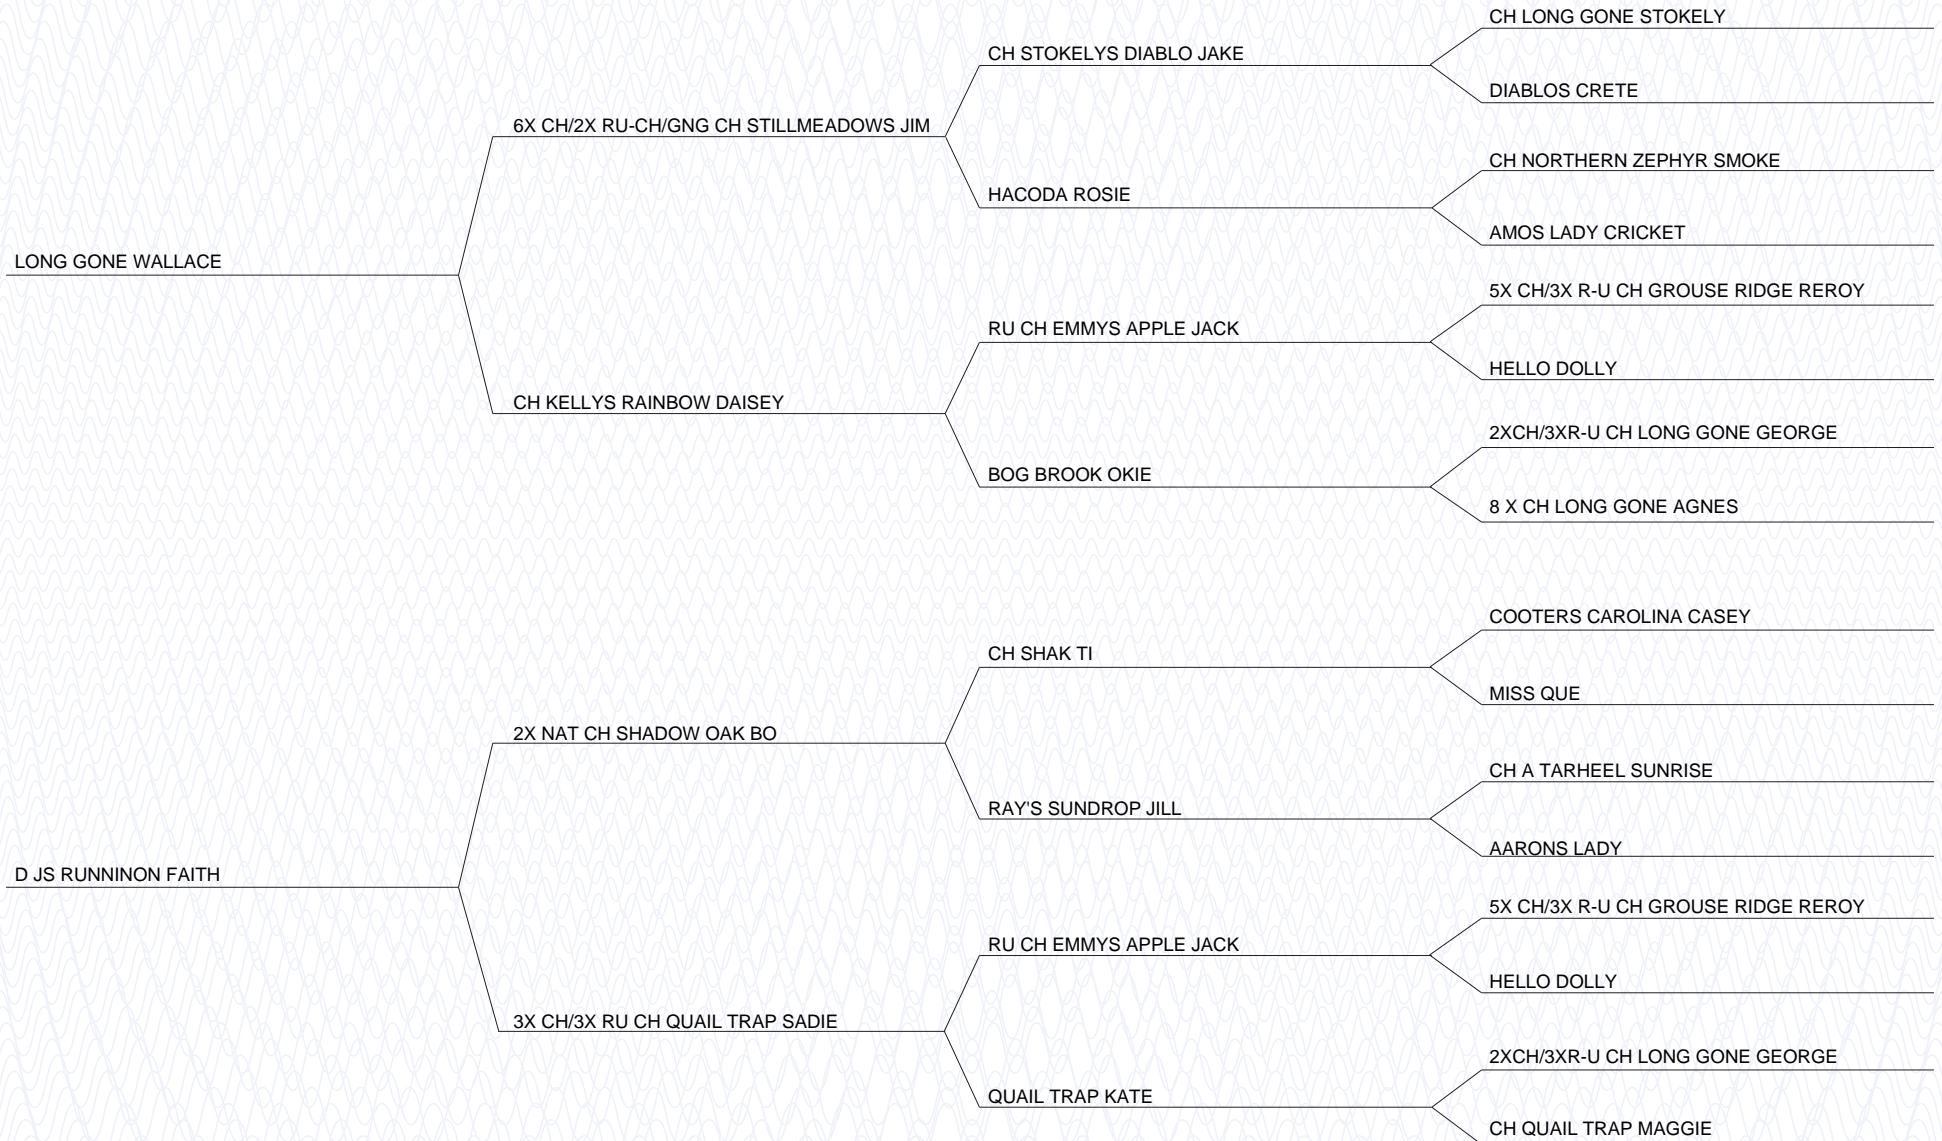 CH LONG GONE STOKELY
CH STOKELYS DIABLO JAKE
DIABLOS CRETE
6X CH/2X RU-CH/GNG CH STILLMEADOWS JIM
CH NORTHERN ZEPHYR SMOKE
HACODA ROSIE
AMOS LADY CRICKET
LONG GONE WALLACE
5X CH/3X R-U CH GROUSE RIDGE REROY
RU CH EMMYS APPLE JACK
HELLO DOLLY
CH KELLYS RAINBOW DAISEY
2XCH/3XR-U CH LONG GONE GEORGE
BOG BROOK OKIE
8 X CH LONG GONE AGNES
COOTERS CAROLINA CASEY
CH SHAK TI
MISS QUE
2X NAT CH SHADOW OAK BO
CH A TARHEEL SUNRISE
RAY'S SUNDROP JILL
AARONS LADY
D JS RUNNINON FAITH
5X CH/3X R-U CH GROUSE RIDGE REROY
RU CH EMMYS APPLE JACK
HELLO DOLLY
3X CH/3X RU CH QUAIL TRAP SADIE
2XCH/3XR-U CH LONG GONE GEORGE
QUAIL TRAP KATE
CH QUAIL TRAP MAGGIE